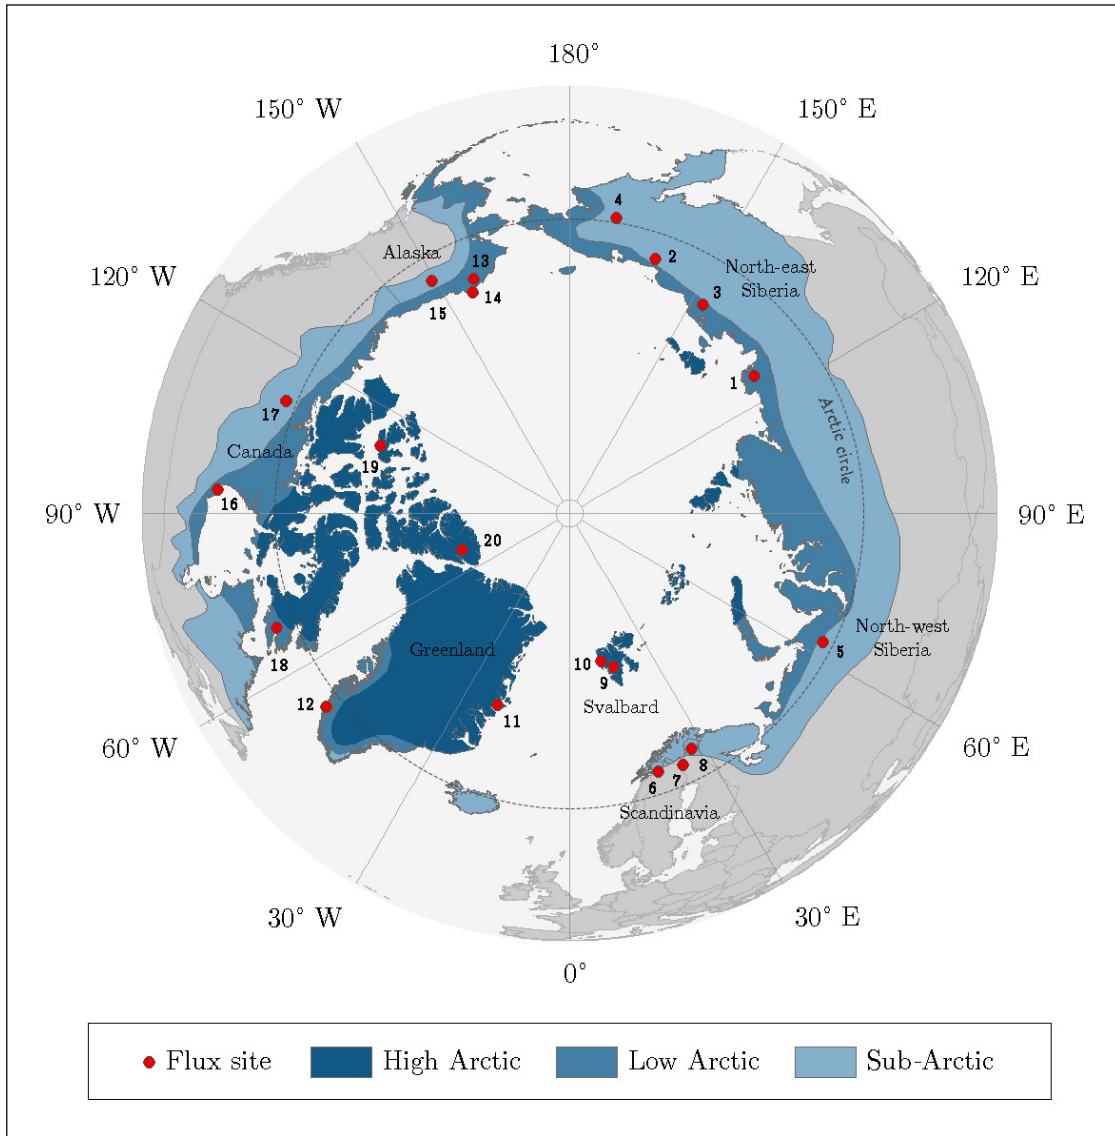 180°
150° W
150° E
4
Alaska
13
2
120° W
North-east
Siberia
120° E
14
15
3
1
17
Arctic circle
Canada
19
16
90° W
90° E
20
North-west
Siberia
5
Greenland
18
10
9
12
Svalbard
11
60° W
60° E
8
7
6
Scandinavia
30° W
30° E
0°
Flux site
High Arctic
Low Arctic
Sub-Arctic